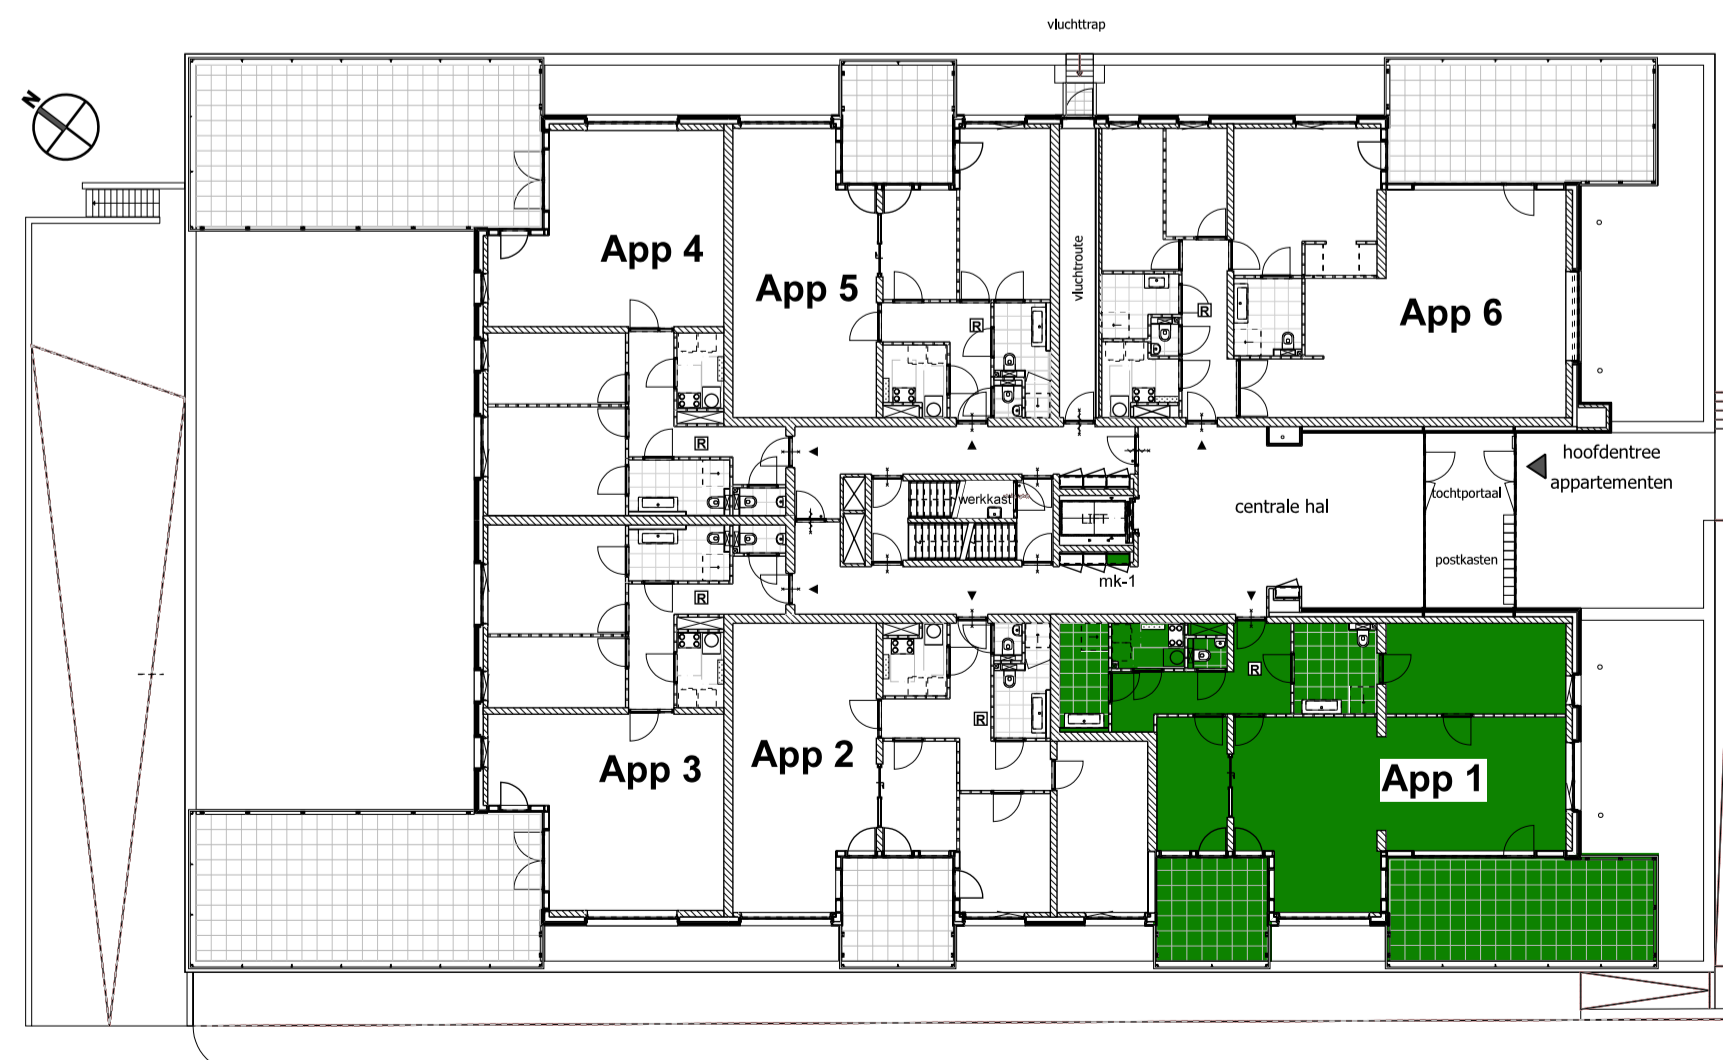 vluchttrap
N
App 4
App 5
vluchtroute
App 6
R
R
R
hoofdentree
appartementen
werkkast
LIFT
centrale hal
tochtportaal
postkasten
mk-1
R
R
R
App 3
App 2
App 1